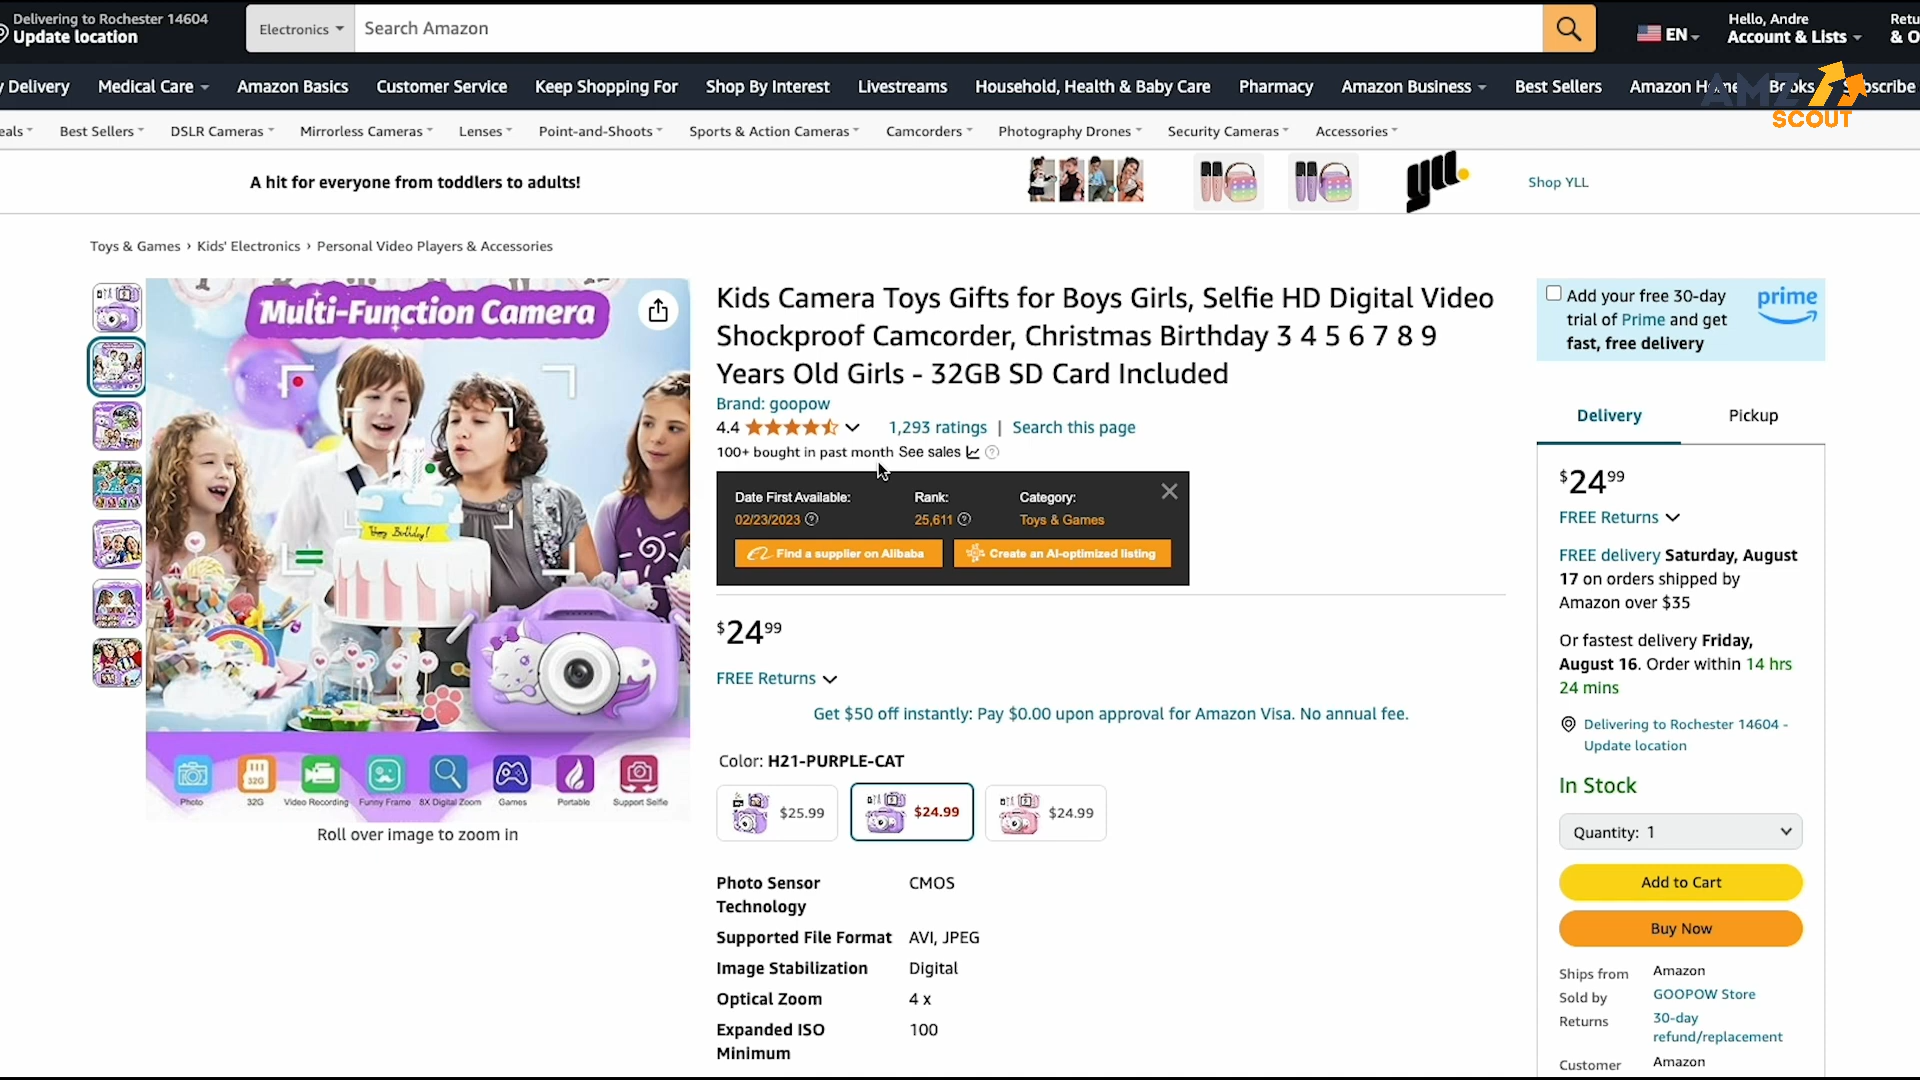 Delivering to Rochester 14604
Update location
Electronics
Search Amazon
EN
Hello, Andre
Account & Lists
Retu
& O
y Delivery
Medical Care
Amazon Basics
Customer Service
Keep Shopping For
Shop By Interest
Livestreams
Household, Health & Baby Care
Pharmacy
Amazon Business
Best Sellers
Amazon Home
Books
Subscribe
AMZ
SCOUT
eals
Best Sellers
DSLR Cameras
Mirrorless Cameras
Lenses
Point-and-Shoots
Sports & Action Cameras
Camcorders
Photography Drones
Security Cameras
Accessories
A hit for everyone from toddlers to adults!
yll
Shop YLL
Toys & Games › Kids' Electronics › Personal Video Players & Accessories
Multi-Function Camera
Happy Birthday!
Photo
32G
32G
Video Recording
Funny Frame
8X Digital Zoom
Games
Portable
Support Selfie
Roll over image to zoom in
Kids Camera Toys Gifts for Boys Girls, Selfie HD Digital Video
Shockproof Camcorder, Christmas Birthday 3 4 5 6 7 8 9
Years Old Girls - 32GB SD Card Included
Brand: goopow
4.4
1,293 ratings | Search this page
100+ bought in past month See sales
Date First Available:
02/23/2023
Rank:
25,611
Category:
Toys & Games
Find a supplier on Alibaba
Create an AI-optimized listing
$24 99
FREE Returns
Get $50 off instantly: Pay $0.00 upon approval for Amazon Visa. No annual fee.
Color: H21-PURPLE-CAT
$25.99
$24.99
$24.99
Photo Sensor
Technology
CMOS
Supported File Format
AVI, JPEG
Image Stabilization
Digital
Optical Zoom
4 x
Expanded ISO
Minimum
100
Add your free 30-day
trial of Prime and get
fast, free delivery
prime
Delivery
Pickup
$24 99
FREE Returns
FREE delivery Saturday, August
17 on orders shipped by
Amazon over $35
Or fastest delivery Friday,
August 16. Order within 14 hrs
24 mins
Delivering to Rochester 14604 -
Update location
In Stock
Quantity: 1
Add to Cart
Buy Now
Ships from
Amazon
Sold by
GOOPOW Store
Returns
30-day
refund/replacement
Customer
Amazon